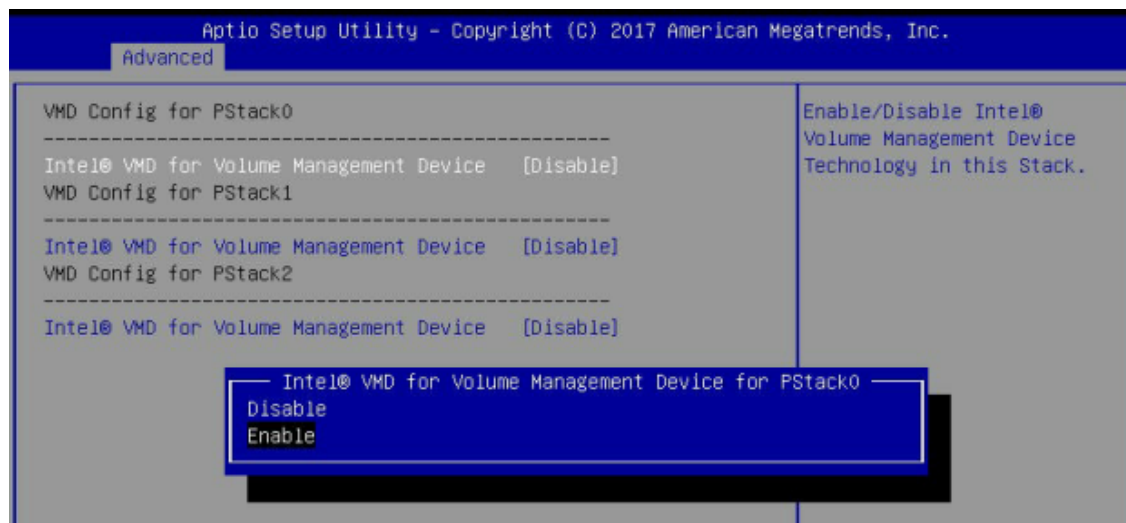 Aptio Setup Utility – Copyright (C) 2017 American Megatrends, Inc.
Advanced
VMD Config for PStack0
------------------------------------------------
Intel® VMD for Volume Management Device [Disable]
VMD Config for PStack1
------------------------------------------------
Intel® VMD for Volume Management Device [Disable]
VMD Config for PStack2
------------------------------------------------
Intel® VMD for Volume Management Device [Disable]
Enable/Disable Intel®
Volume Management Device
Technology in this Stack.
Intel® VMD for Volume Management Device for PStack0
Disable
Enable